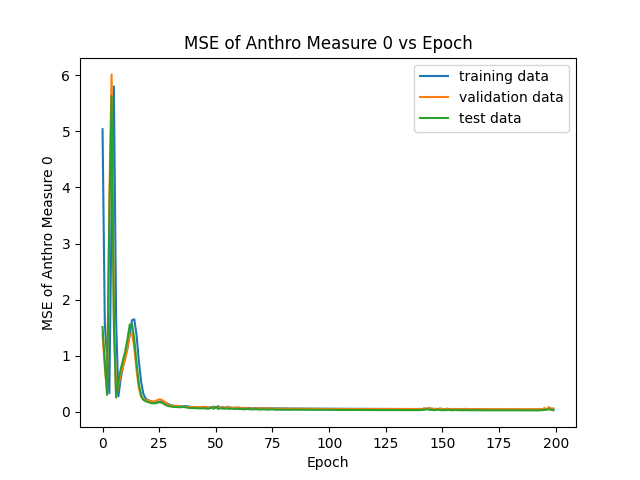 MSE of Anthro Measure 0 vs Epoch
training data
validation data
test data
MSE of Anthro Measure 0
6
5
4
3
2
1
0
0 25 50 75 100 125 150 175 200
Epoch